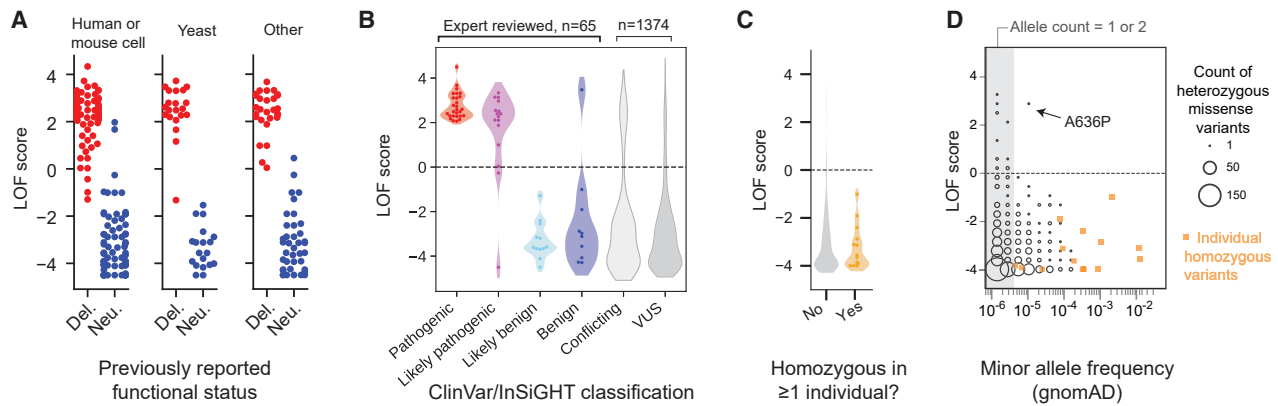 A
Human or
mouse cell
Yeast
Other
LOF score
4
2
0
−2
−4
Del.
Neu.
Del.
Neu.
Del.
Neu.
Previously reported
functional status
B
Expert reviewed, n=65
n=1374
LOF score
4
2
0
−2
−4
Pathogenic
Likely pathogenic
Likely benign
Benign
Conflicting
VUS
ClinVar/InSiGHT classification
C
LOF score
4
2
0
−2
−4
No
Yes
Homozygous in
≥1 individual?
D
Allele count = 1 or 2
LOF score
4
2
0
−2
−4
A636P
10⁻⁶
10⁻⁵
10⁻⁴
10⁻³
10⁻²
Minor allele frequency
(gnomAD)
Count of
heterozygous
missense
variants
1
50
150
Individual
homozygous
variants